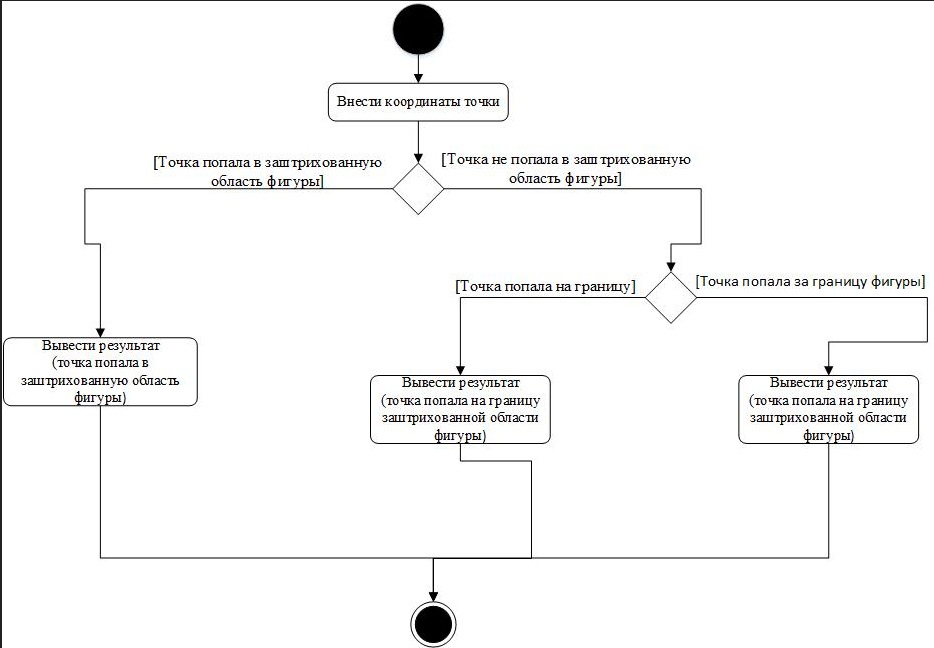 Внести координаты точки
[Точка попала в заштрихованную
область фигуры]
[Точка не попала в заштрихованную
область фигуры]
[Точка попала на границу]
[Точка попала за границу фигуры]
Вывести результат
(точка попала в
заштрихованную область
фигуры)
Вывести результат
(точка попала на границу
заштрихованной области
фигуры)
Вывести результат
(точка попала на границу
заштрихованной области
фигуры)